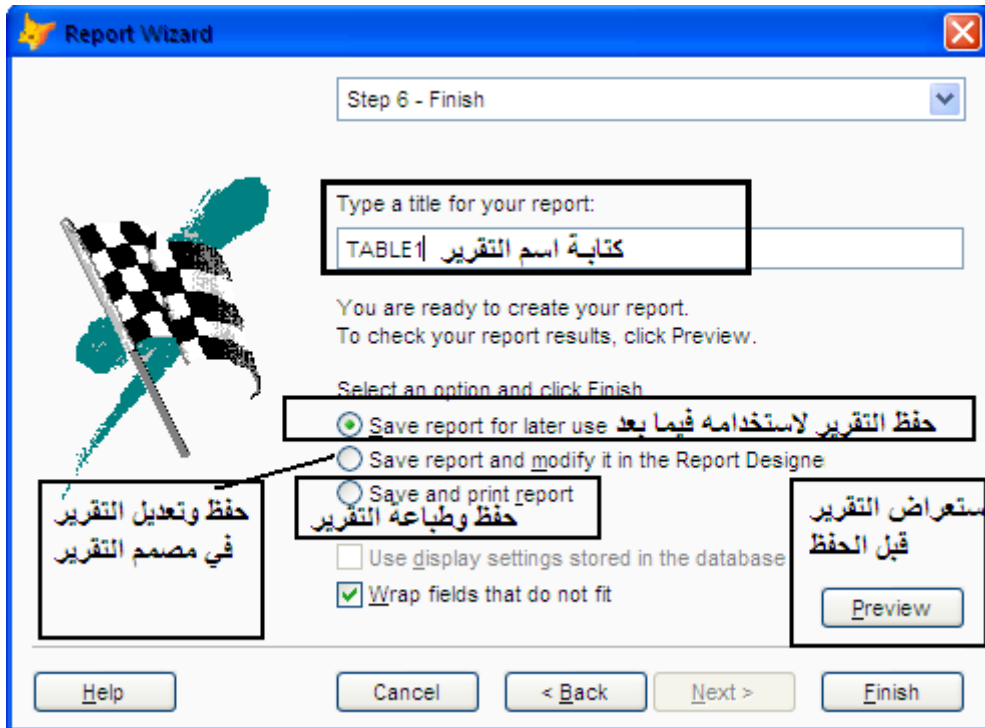 Report Wizard
Step 6 - Finish
Type a title for your report:
TABLE1 كتابة اسم التقرير
You are ready to create your report.
To check your report results, click Preview.
Select an option and click Finish
Save report for later use حفظ التقرير لاستخدامه فيما بعد
Save report and modify it in the Report Designe
Save and print report
حفظ وطباعة التقرير
حفظ وتعديل التقرير
في مصمم التقرير
ستعراض التقرير
قبل الحفظ
Use display settings stored in the database
Wrap fields that do not fit
Preview
Help
Cancel
< Back
Next >
Finish